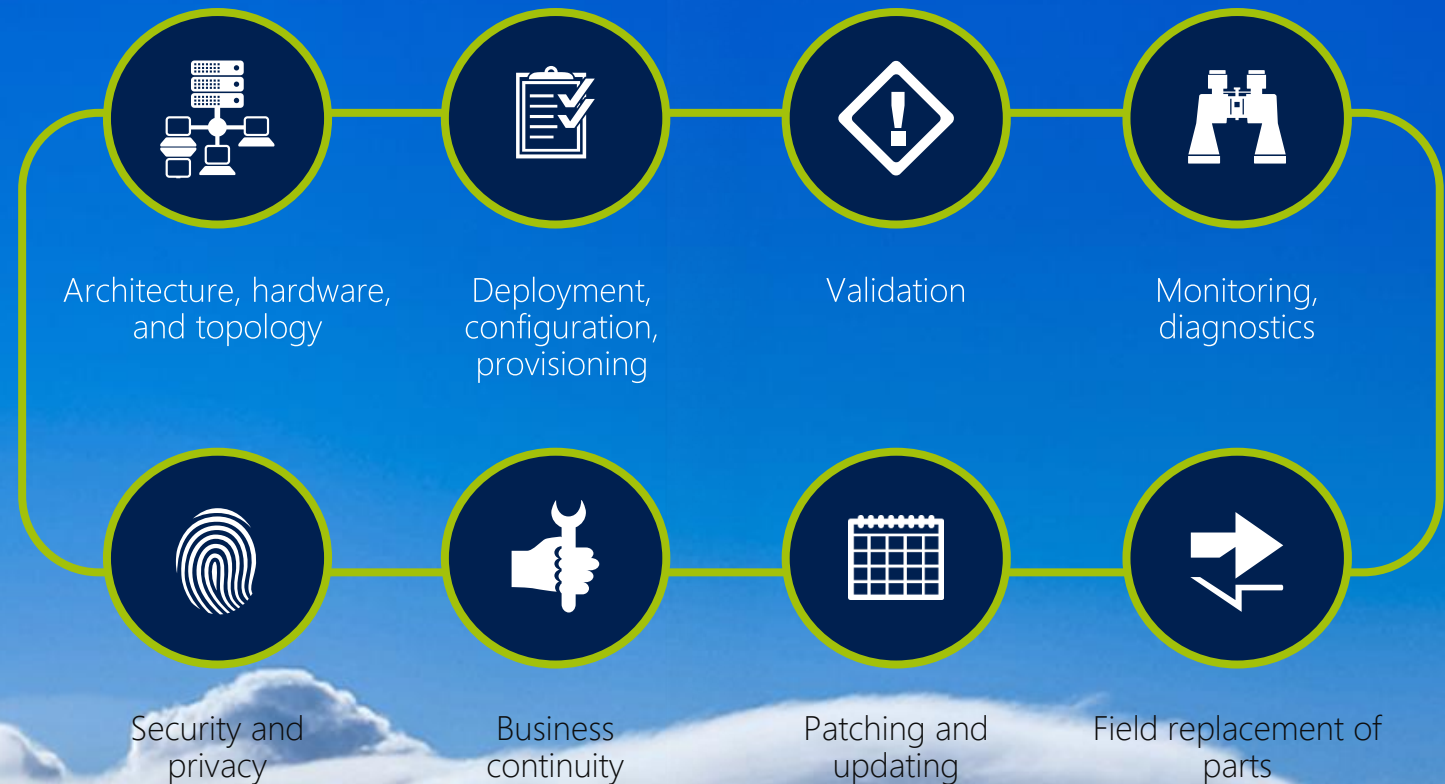 Architecture, hardware,
and topology
Deployment,
configuration,
provisioning
Validation
Monitoring,
diagnostics
Security and
privacy
Business
continuity
Patching and
updating
Field replacement of
parts